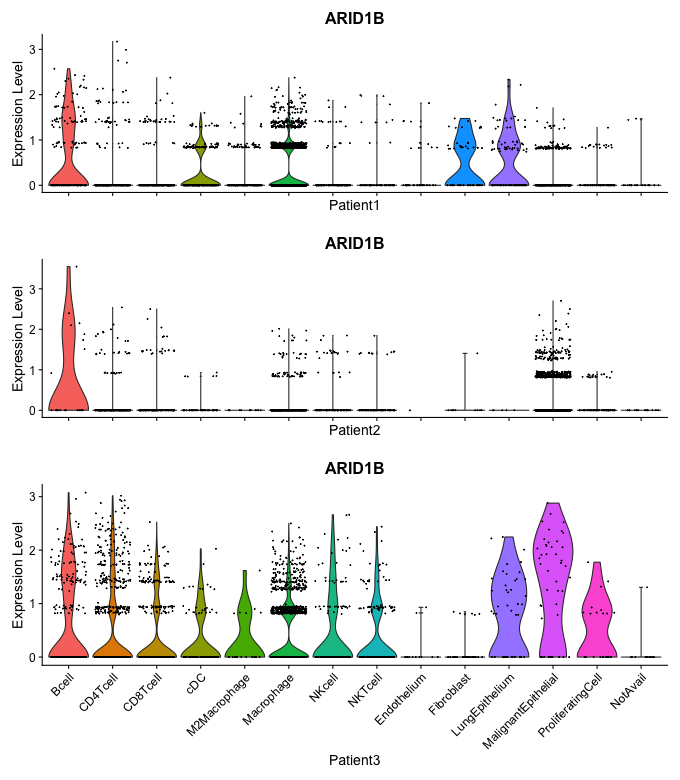 ARID1B
Expression Level
3
2
1
0
Patient1
ARID1B
Expression Level
3
2
1
0
Patient2
ARID1B
Expression Level
3
2
1
0
Bcell
CD4Tcell
CD8Tcell
cDC
M2Macrophage
Macrophage
NKcell
NKTcell
Endothelium
Fibroblast
LungEpithelium
MalignantEpithelial
ProliferatingCell
NotAvail
Patient3